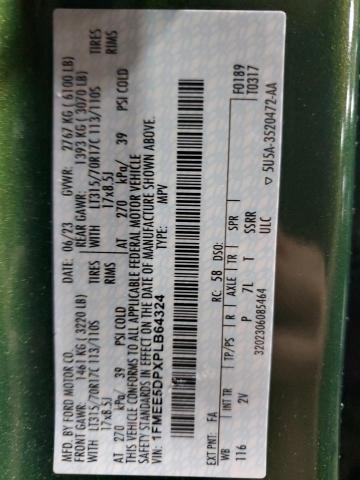 MFD. BY FORD MOTOR CO.
DATE: 06/23 GVWR: 2767 KG ( 6100 LB)
FRONT GAWR: 1461 KG ( 3220 LB) REAR GAWR: 1393 KG ( 3070 LB)
WITH LT315/70R17C 113/110S TIRES WITH LT315/70R17C 113/110S TIRES
17x8.5J RIMS 17x8.5J RIMS
AT 270 kPa/ 39 PSI COLD AT 270 kPa/ 39 PSI COLD
THIS VEHICLE CONFORMS TO ALL APPLICABLE FEDERAL MOTOR VEHICLE
SAFETY STANDARDS IN EFFECT ON THE DATE OF MANUFACTURE SHOWN ABOVE.
VIN: 1FMEE5DPXPLB64324 TYPE: MPV
F0189
T0317
3202306085464
EXT PNT: FA RC: 58 DSO:
WB INT TR TP/PS R AXLE TR SPR
116 2V P 7L T SSRR
ULC
▽ 5U5A-3520472-AA